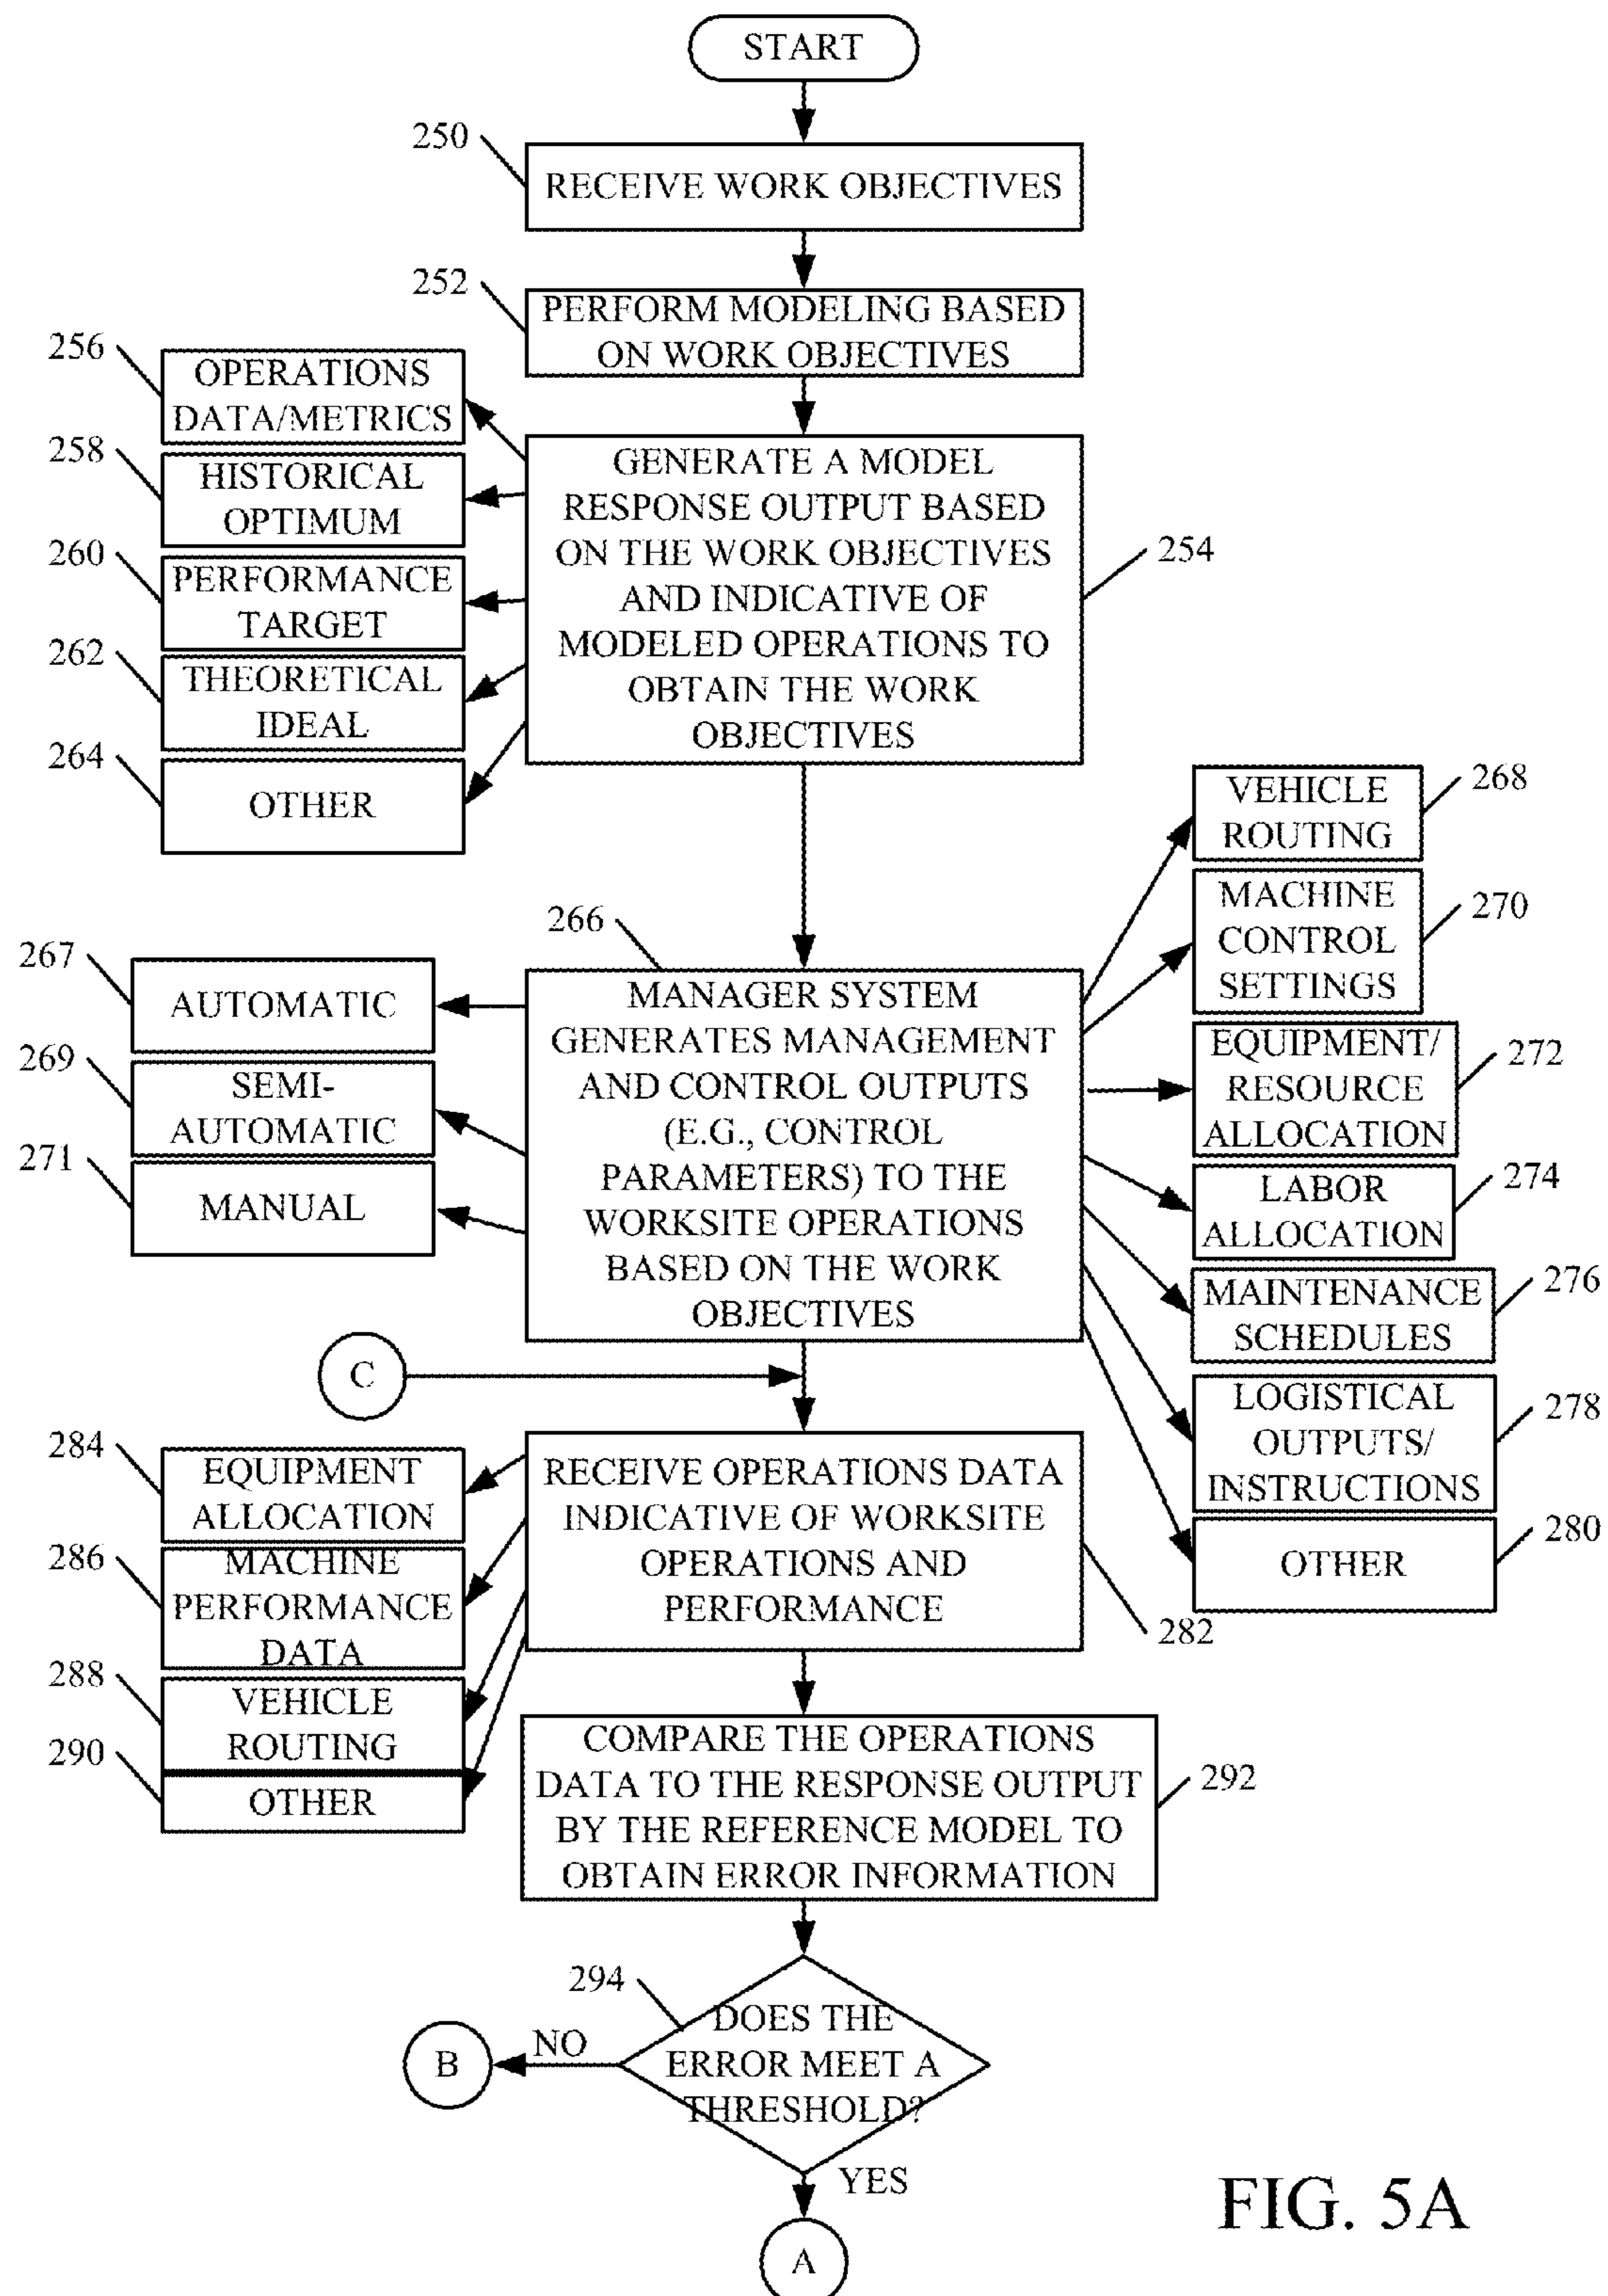 START
250
RECEIVE WORK OBJECTIVES
252
PERFORM MODELING BASED
ON WORK OBJECTIVES
256
OPERATIONS
DATA/METRICS
258
HISTORICAL
OPTIMUM
260
PERFORMANCE
TARGET
262
THEORETICAL
IDEAL
264
OTHER
GENERATE A MODEL
RESPONSE OUTPUT BASED
ON THE WORK OBJECTIVES
AND INDICATIVE OF
MODELED OPERATIONS TO
OBTAIN THE WORK
OBJECTIVES
254
266
267
AUTOMATIC
269
SEMI-
AUTOMATIC
271
MANUAL
MANAGER SYSTEM
GENERATES MANAGEMENT
AND CONTROL OUTPUTS
(E.G., CONTROL
PARAMETERS) TO THE
WORKSITE OPERATIONS
BASED ON THE WORK
OBJECTIVES
VEHICLE
ROUTING
268
MACHINE
CONTROL
SETTINGS
270
EQUIPMENT/
RESOURCE
ALLOCATION
272
LABOR
ALLOCATION
274
MAINTENANCE
SCHEDULES
276
LOGISTICAL
OUTPUTS/
INSTRUCTIONS
278
OTHER
280
C
284
EQUIPMENT
ALLOCATION
286
MACHINE
PERFORMANCE
DATA
288
VEHICLE
ROUTING
290
OTHER
RECEIVE OPERATIONS DATA
INDICATIVE OF WORKSITE
OPERATIONS AND
PERFORMANCE
282
COMPARE THE OPERATIONS
DATA TO THE RESPONSE OUTPUT
BY THE REFERENCE MODEL TO
OBTAIN ERROR INFORMATION
292
294
DOES THE
ERROR MEET A
THRESHOLD?
NO
B
YES
A
FIG. 5A